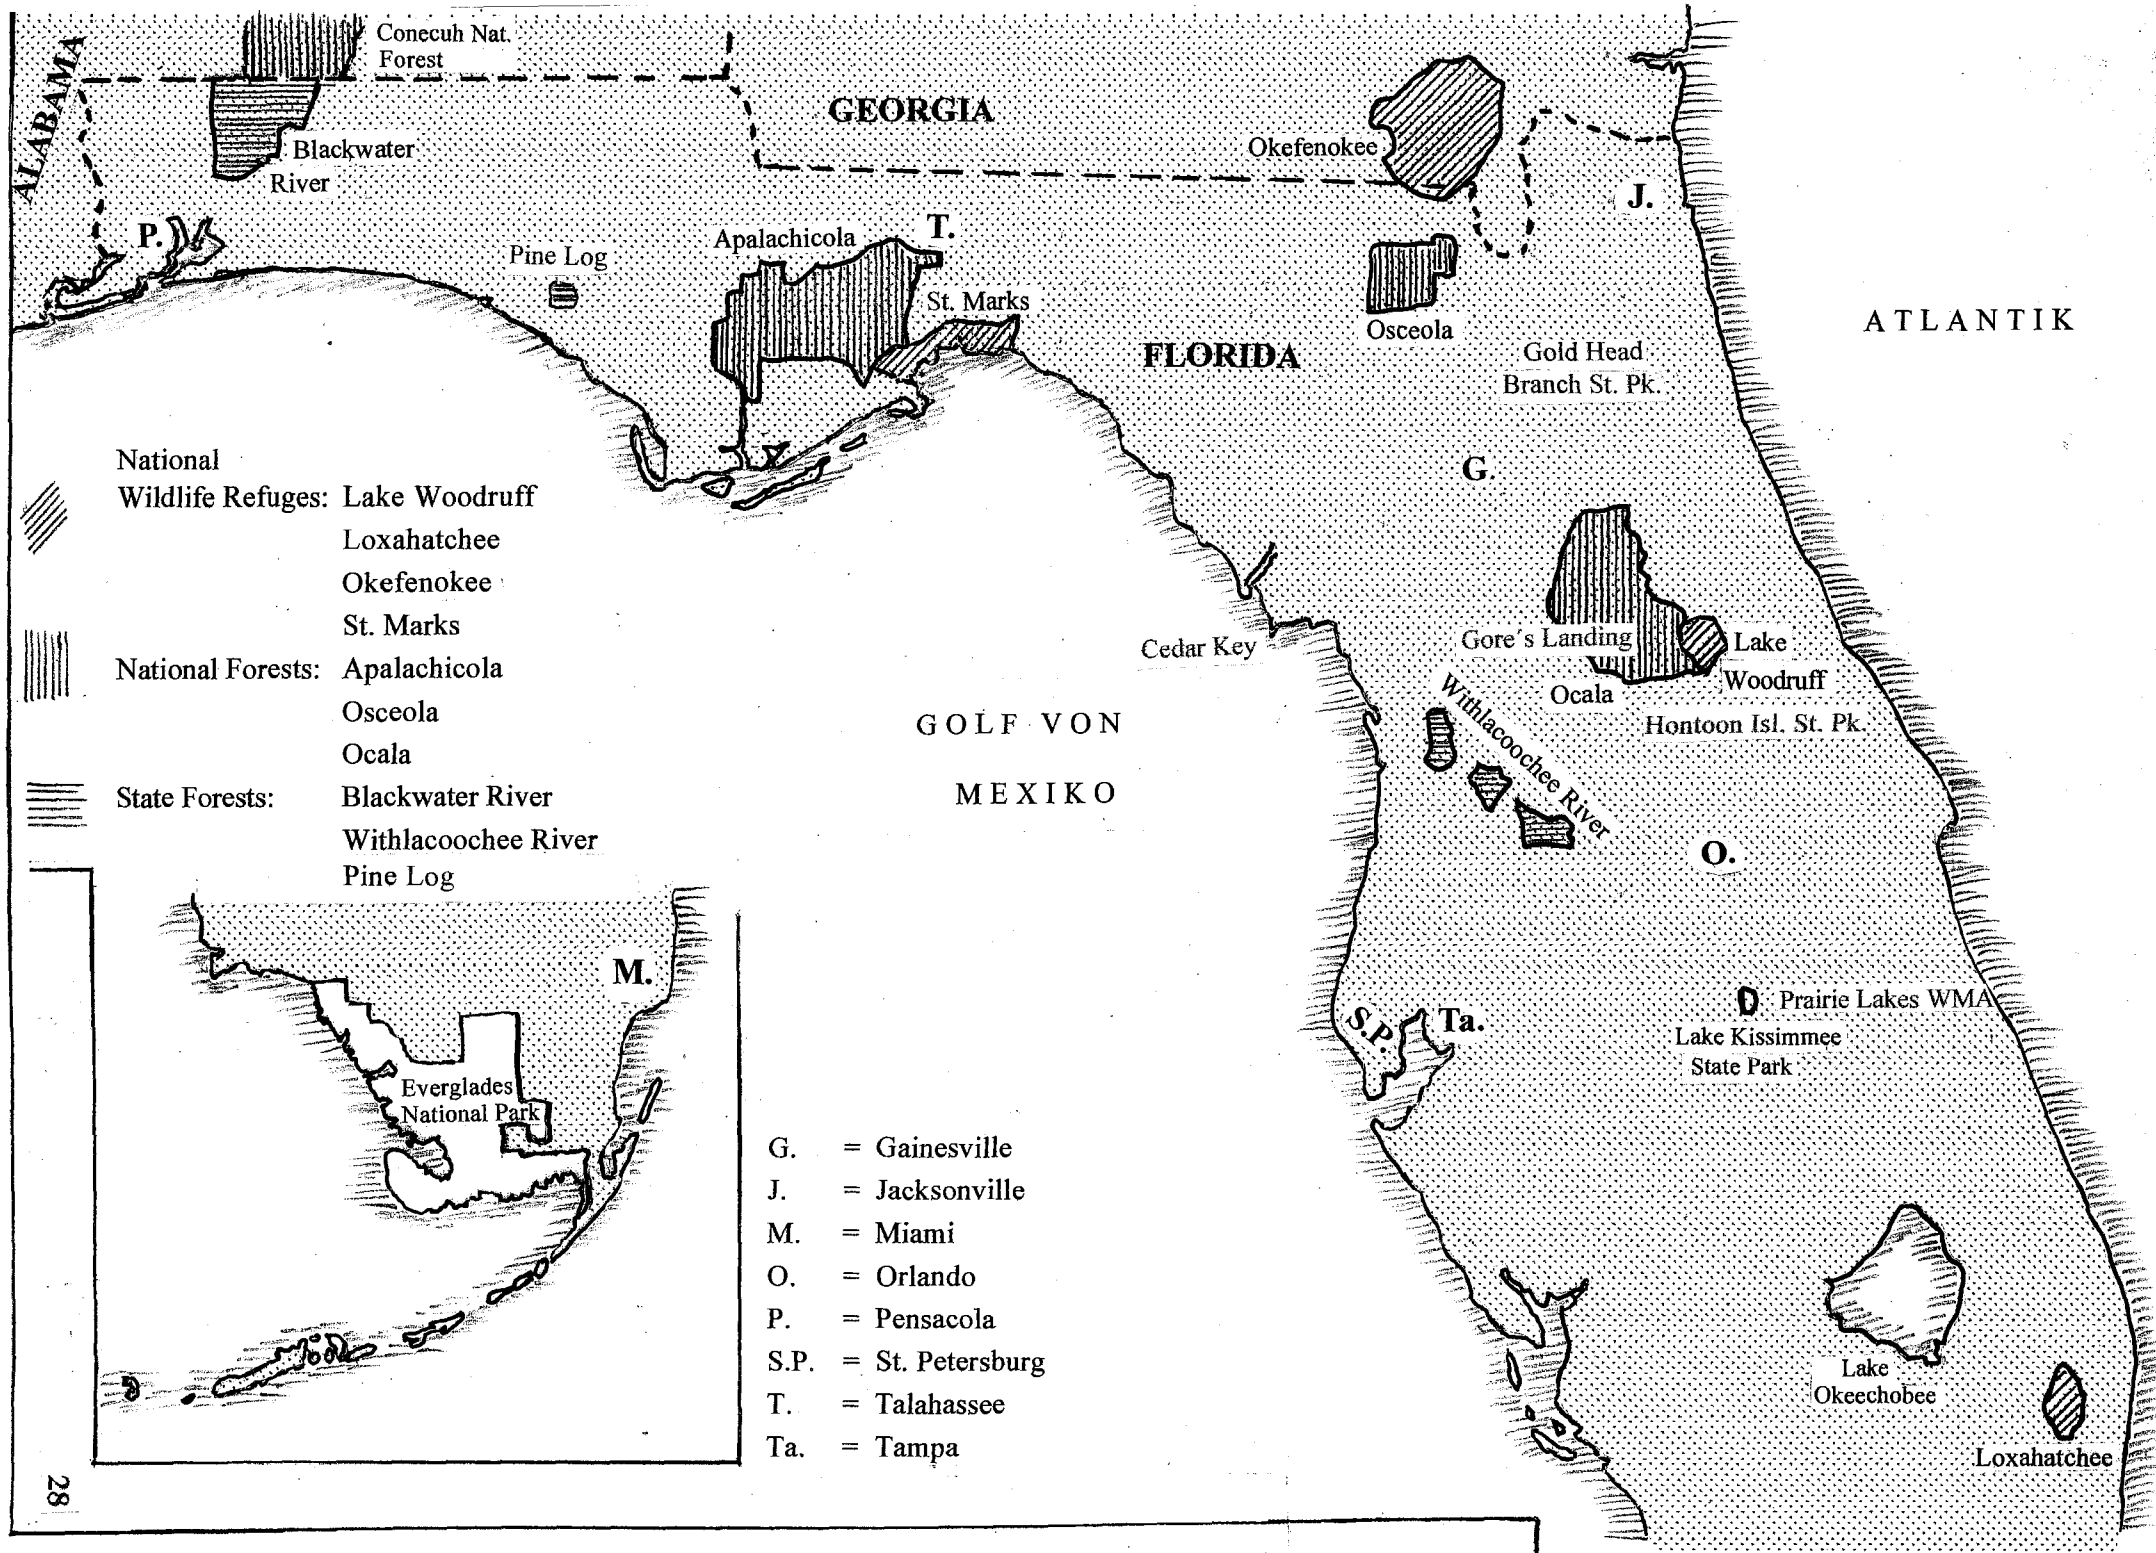 Conecuh Nat.
Forest
ALABAMA
GEORGIA
Blackwater
River
Okefenokee
P.
J.
T.
Apalachicola
Pine Log
St. Marks
Osceola
ATLANTIK
FLORIDA
Gold Head
Branch St. Pk.
G.
National
Wildlife Refuges: Lake Woodruff
Loxahatchee
Okefenokee
St. Marks
National Forests: Apalachicola
Osceola
Ocala
State Forests: Blackwater River
Withlacoochee River
Pine Log
Cedar Key
Gore's Landing
Lake
Woodruff
Ocala
Hontoon Isl. St. Pk.
Withlacoochee River
GOLF VON
MEXIKO
O.
M.
Everglades
National Park
S.P.
Ta.
Prairie Lakes WMA
Lake Kissimmee
State Park
G. = Gainesville
J. = Jacksonville
M. = Miami
O. = Orlando
P. = Pensacola
S.P. = St. Petersburg
T. = Talahassee
Ta. = Tampa
Lake
Okeechobee
Loxahatchee
28